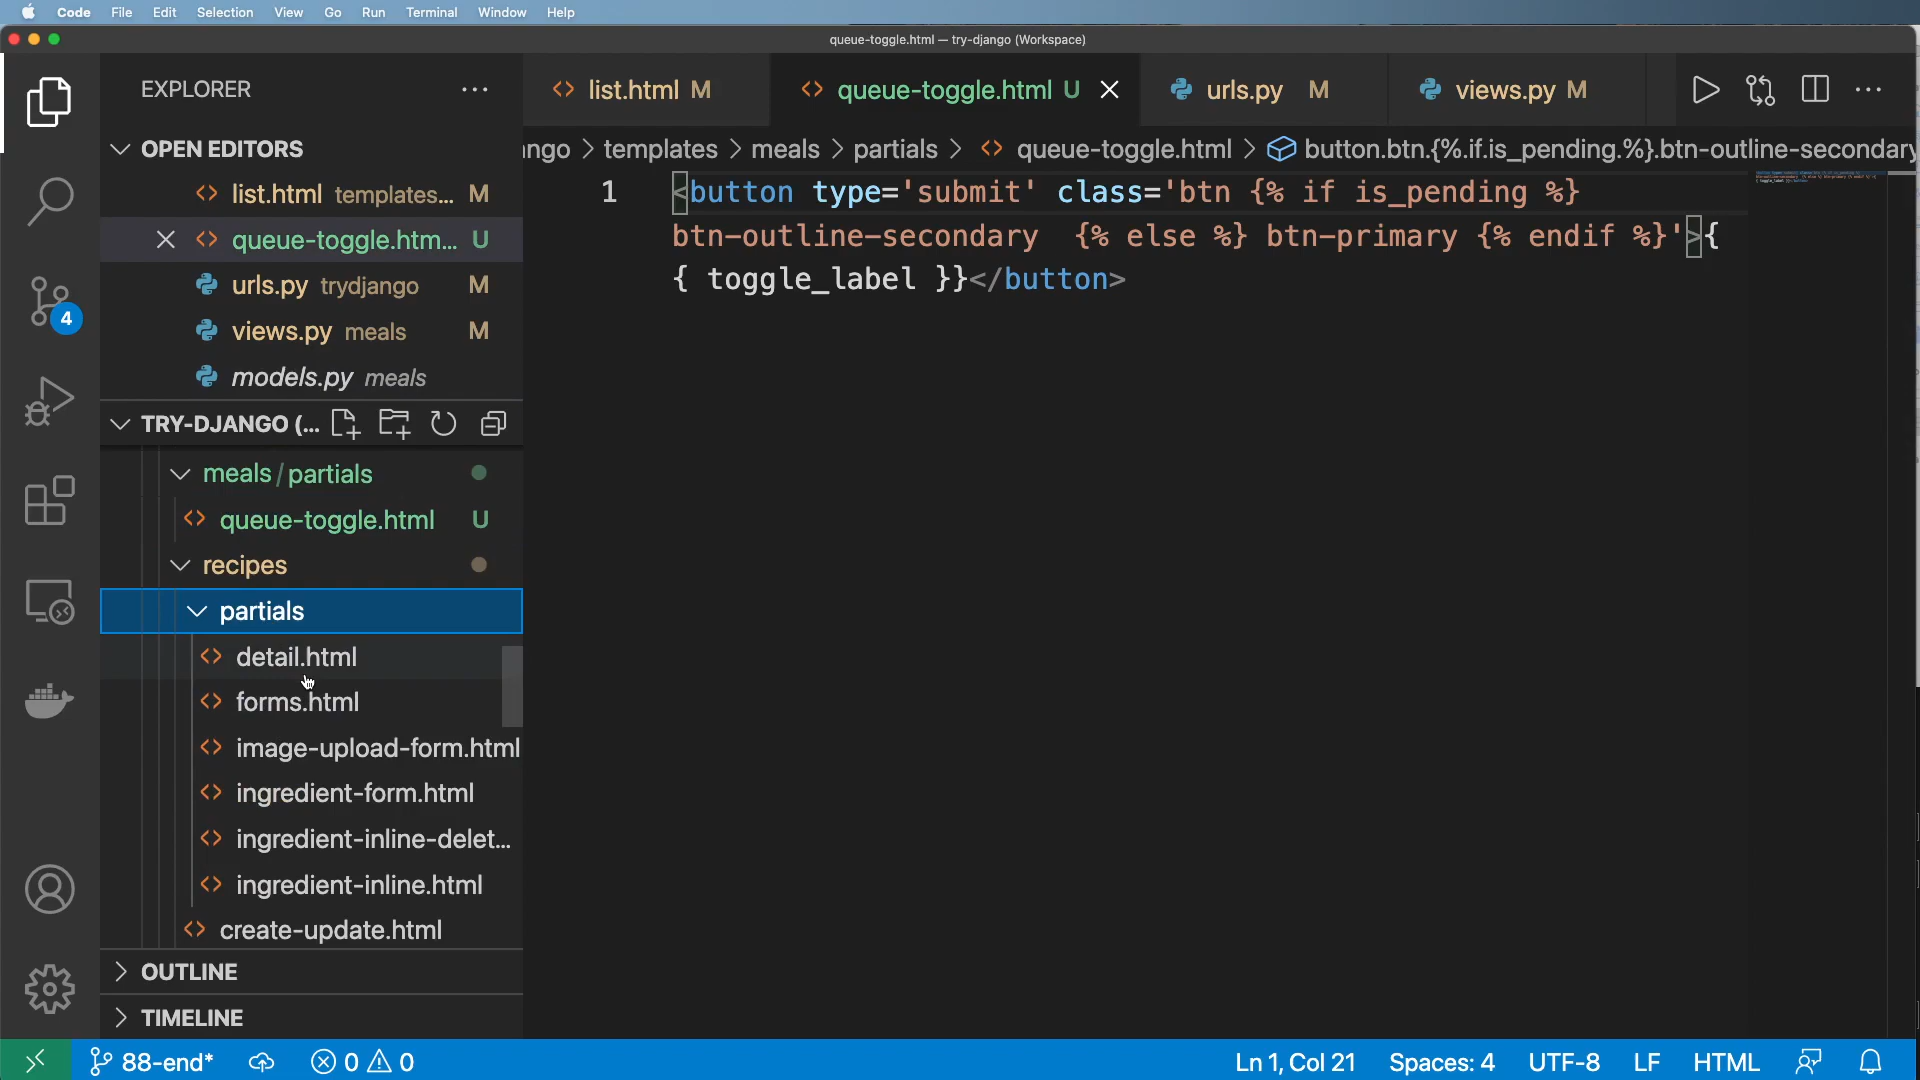 Code File Edit Selection View Go Run Terminal Window Help
queue-toggle.html — try-django (Workspace)
EXPLORER
list.html M
queue-toggle.html U
urls.py M
views.py M
ngo > templates > meals > partials > queue-toggle.html > button.btn.{%.if.is_pending.%}.btn-outline-secondary
OPEN EDITORS
list.html templates... M
queue-toggle.htm... U
urls.py trydjango M
views.py meals M
models.py meals
1 <button type='submit' class='btn {% if is_pending %}
btn-outline-secondary  {% else %} btn-primary {% endif %}'>{
{ toggle_label }}</button>
TRY-DJANGO (...
meals / partials
queue-toggle.html U
recipes
partials
detail.html
forms.html
image-upload-form.html
ingredient-form.html
ingredient-inline-delet...
ingredient-inline.html
create-update.html
OUTLINE
TIMELINE
4
88-end* 0 0 Ln 1, Col 21 Spaces: 4 UTF-8 LF HTML